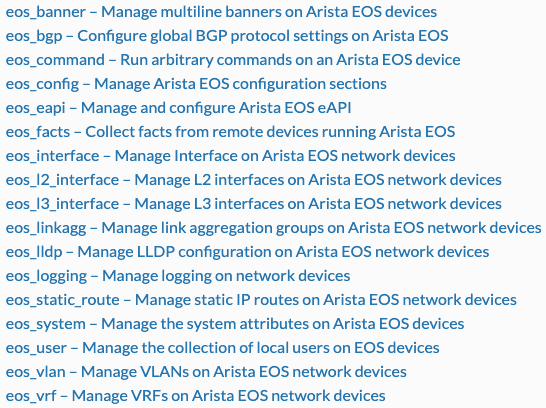 eos_banner – Manage multiline banners on Arista EOS devices
eos_bgp – Configure global BGP protocol settings on Arista EOS
eos_command – Run arbitrary commands on an Arista EOS device
eos_config – Manage Arista EOS configuration sections
eos_eapi – Manage and configure Arista EOS eAPI
eos_facts – Collect facts from remote devices running Arista EOS
eos_interface – Manage Interface on Arista EOS network devices
eos_l2_interface – Manage L2 interfaces on Arista EOS network devices
eos_l3_interface – Manage L3 interfaces on Arista EOS network devices
eos_linkagg – Manage link aggregation groups on Arista EOS network devices
eos_lldp – Manage LLDP configuration on Arista EOS network devices
eos_logging – Manage logging on network devices
eos_static_route – Manage static IP routes on Arista EOS network devices
eos_system – Manage the system attributes on Arista EOS devices
eos_user – Manage the collection of local users on EOS devices
eos_vlan – Manage VLANs on Arista EOS network devices
eos_vrf – Manage VRFs on Arista EOS network devices